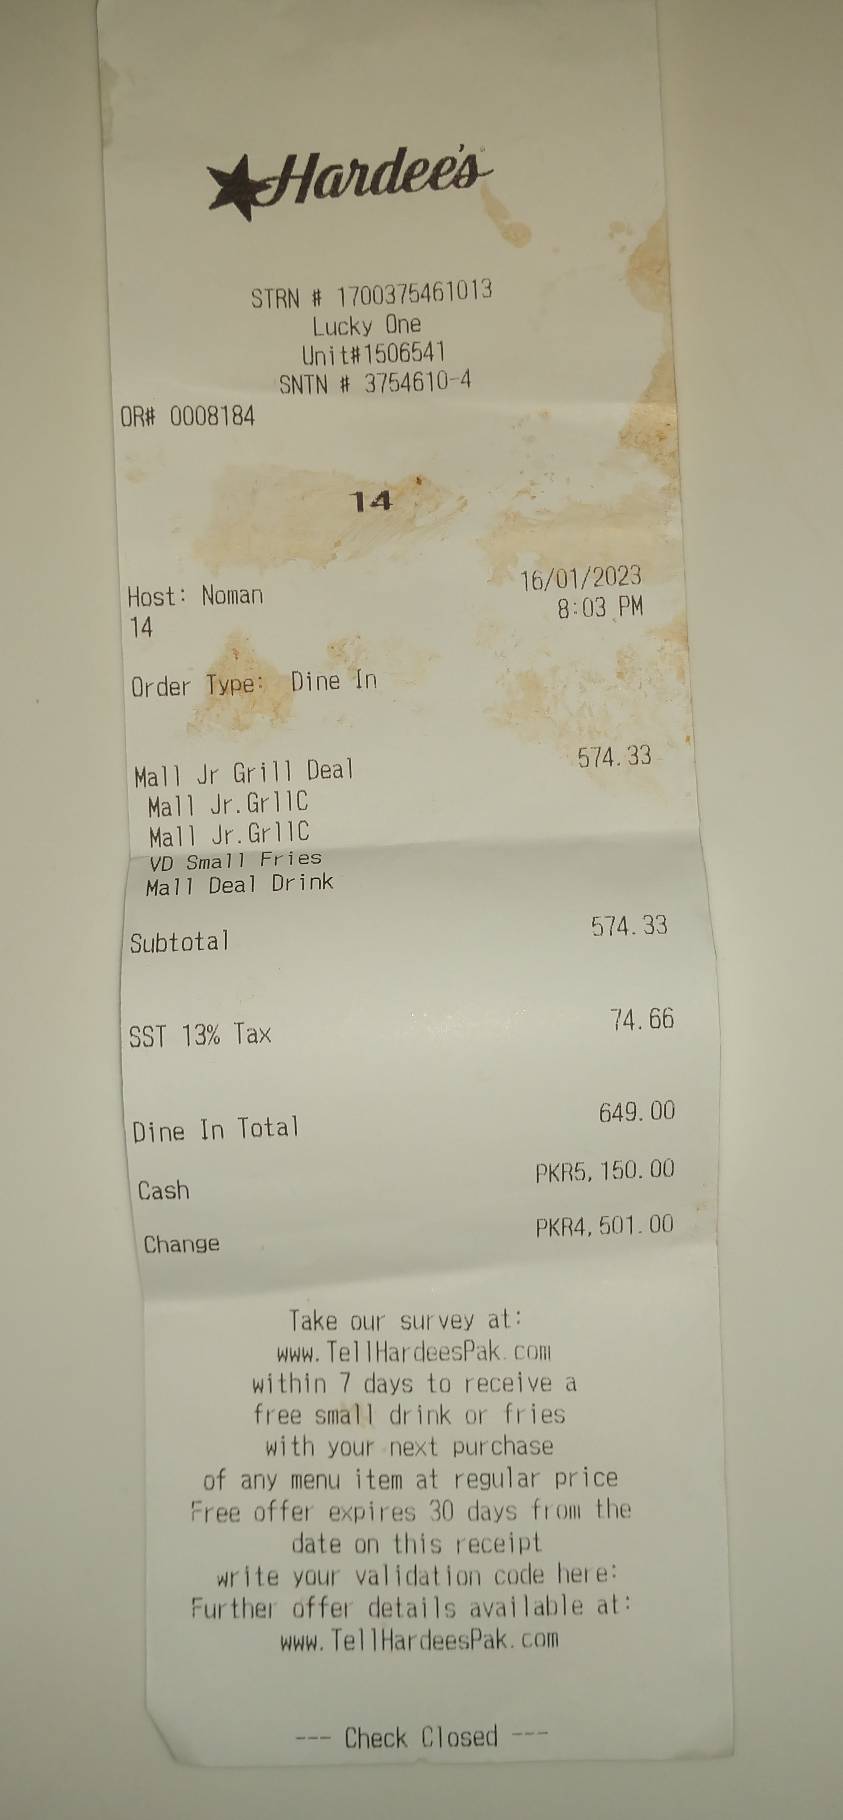 Hardee's
STRN # 1700375461013
Lucky One
Unit#1506541
SNTN # 3754610-4
OR# 0008184
14
Host: Noman 16/01/2023
14 8:03 PM
Order Type: Dine In
Mall Jr Grill Deal 574.33
Mall Jr.GrllC
Mall Jr.GrllC
VD Small Fries
Mall Deal Drink
Subtotal 574.33
SST 13% Tax 74.66
Dine In Total 649.00
Cash PKR5,150.00
Change PKR4,501.00
Take our survey at:
www.TellHardeesPak.com
within 7 days to receive a
free small drink or fries
with your next purchase
of any menu item at regular price
Free offer expires 30 days from the
date on this receipt
write your validation code here:
Further offer details available at:
www.TellHardeesPak.com
--- Check Closed ---